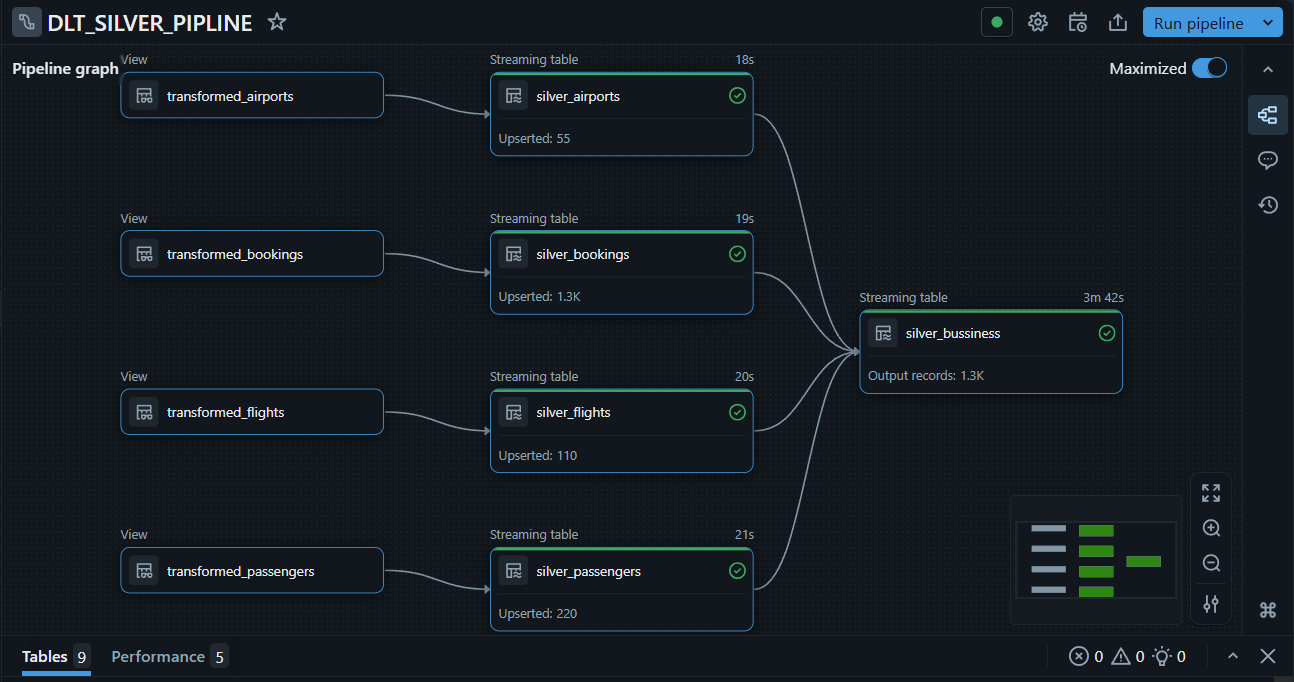 DLT_SILVER_PIPLINE
Run pipeline
Pipeline graph
Maximized
View
transformed_airports
Streaming table 18s
silver_airports
Upserted: 55
View
transformed_bookings
Streaming table 19s
silver_bookings
Upserted: 1.3K
Streaming table 3m 42s
silver_bussiness
Output records: 1.3K
View
transformed_flights
Streaming table 20s
silver_flights
Upserted: 110
View
transformed_passengers
Streaming table 21s
silver_passengers
Upserted: 220
Tables 9 Performance 5
0 0 0